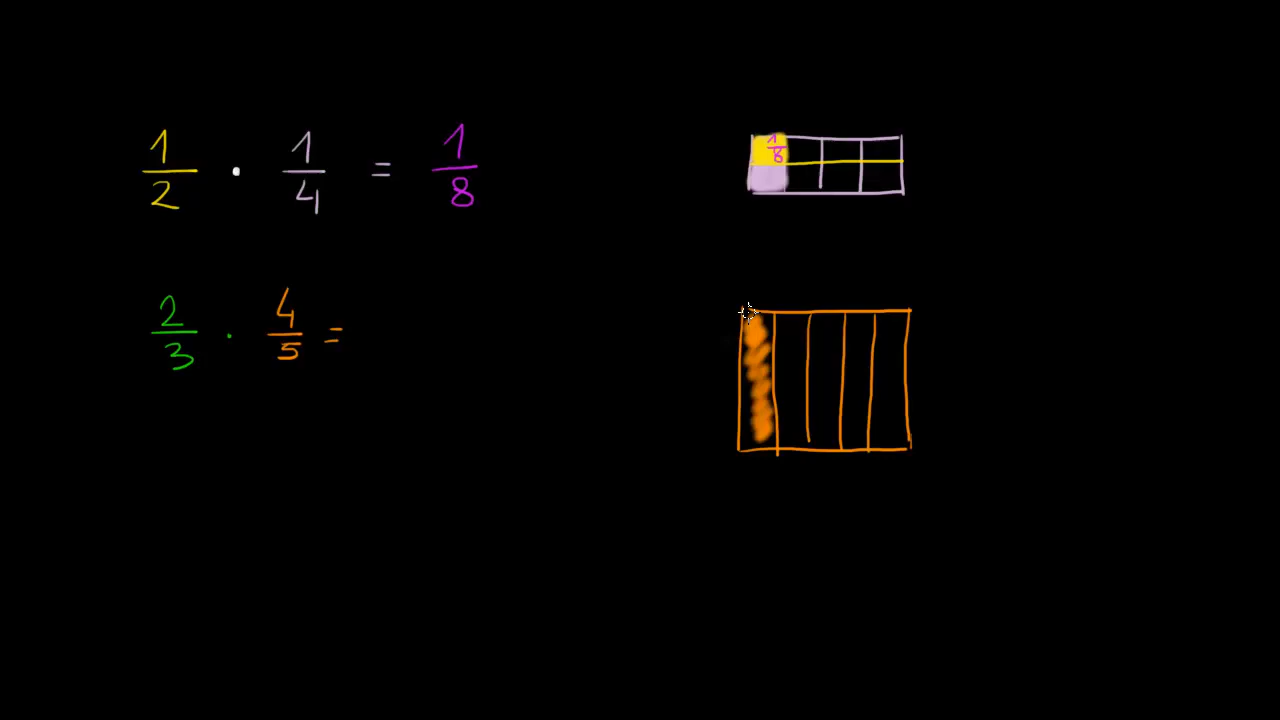 1/2 · 1/4 = 1/8
1/8
2/3 · 4/5 =